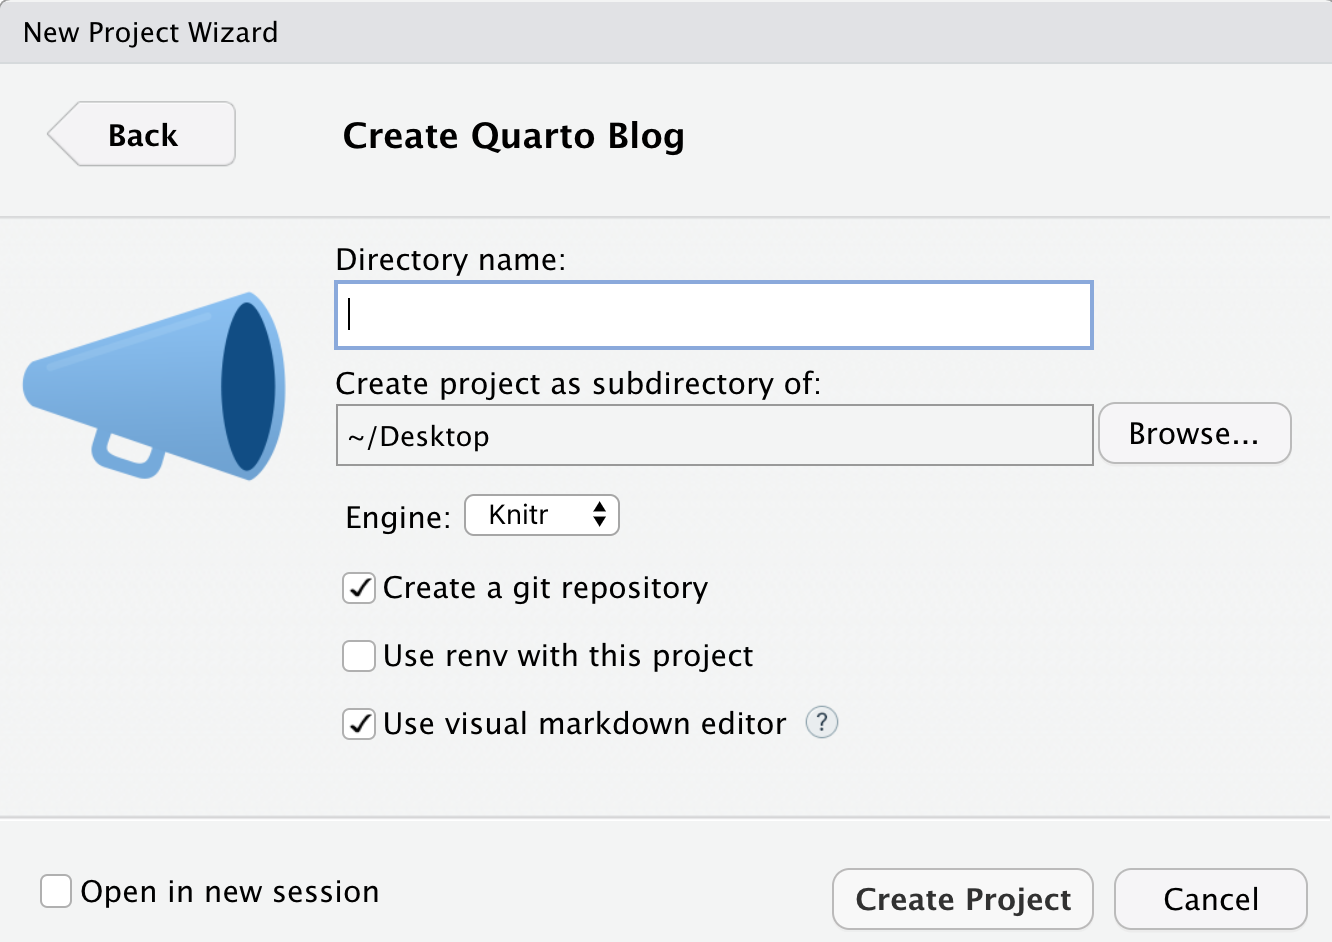 New Project Wizard
Back
Create Quarto Blog
Directory name:
Create project as subdirectory of:
~/Desktop
Browse...
Engine:
Knitr
Create a git repository
Use renv with this project
Use visual markdown editor ?
Open in new session
Create Project
Cancel